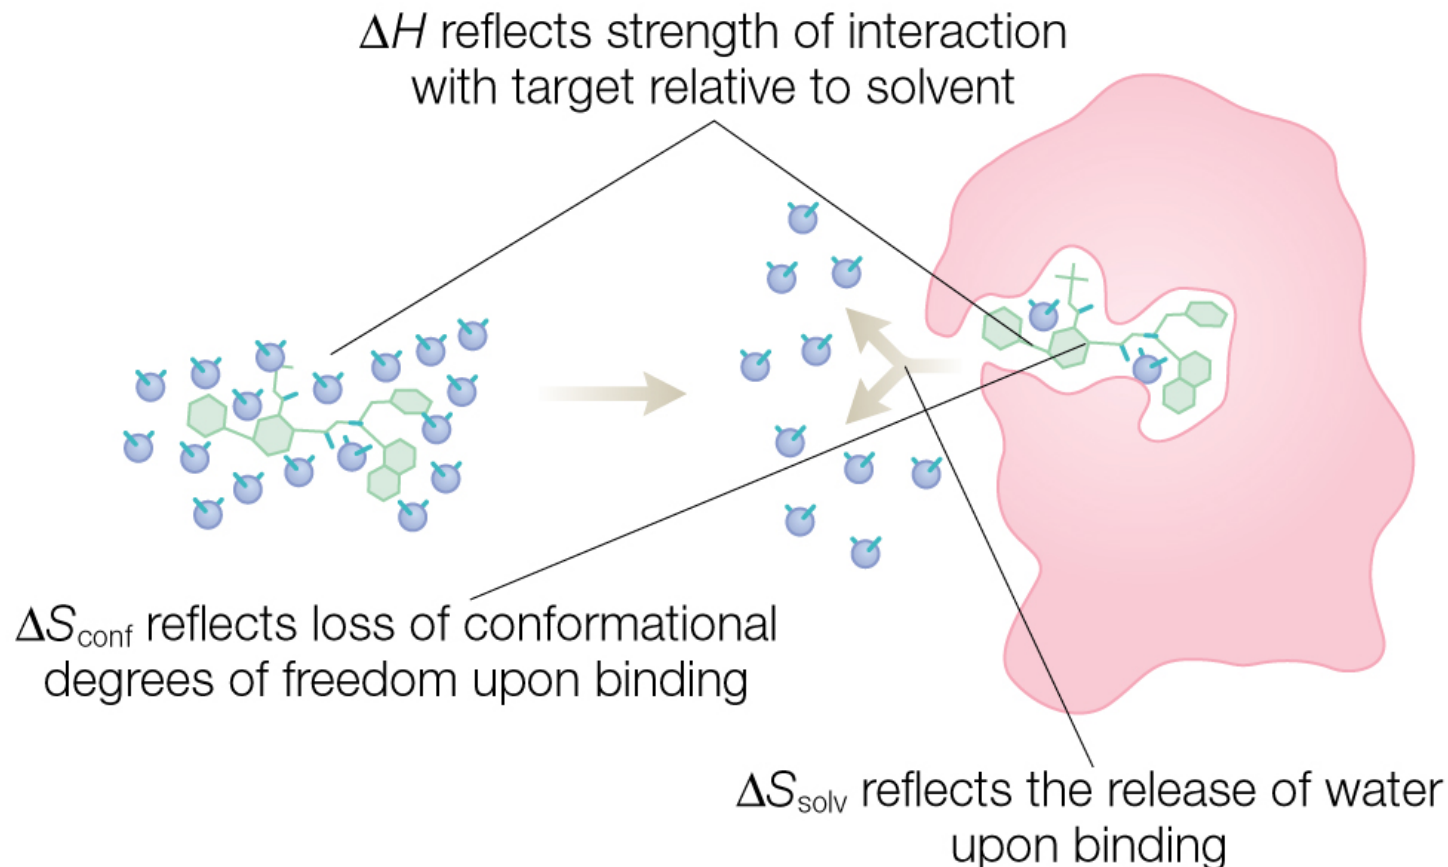 ΔH reflects strength of interaction
with target relative to solvent
ΔSconf reflects loss of conformational
degrees of freedom upon binding
ΔSsolv reflects the release of water
upon binding